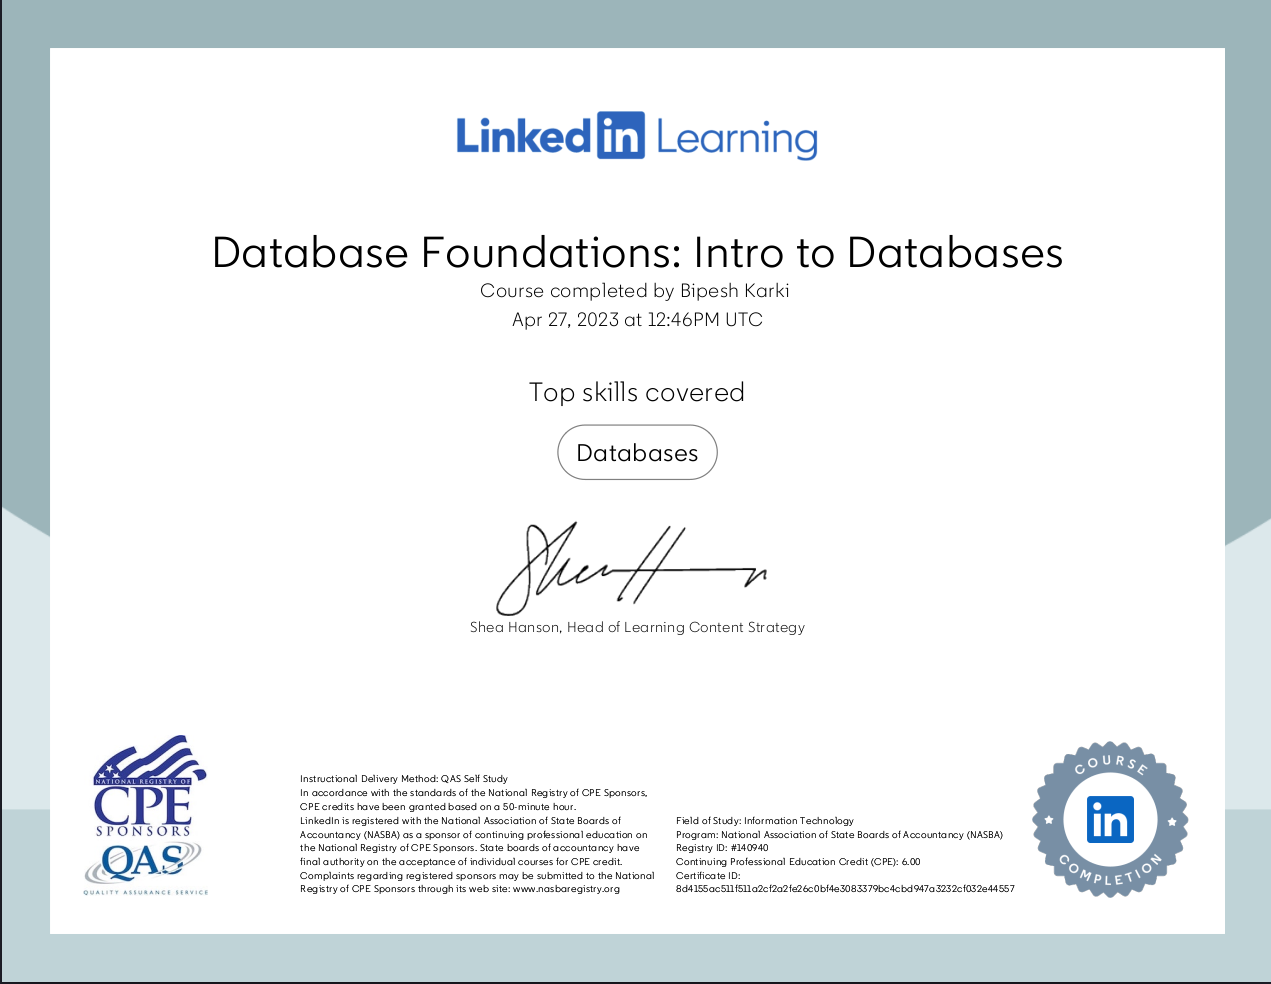 Linked in Learning
Database Foundations: Intro to Databases
Course completed by Bipesh Karki
Apr 27, 2023 at 12:46PM UTC
Top skills covered
Databases
Shea Hanson, Head of Learning Content Strategy
NATIONAL REGISTRY OF
CPE
SPONSORS
QAS
QUALITY ASSURANCE SERVICE
Instructional Delivery Method: QAS Self Study
In accordance with the standards of the National Registry of CPE Sponsors,
CPE credits have been granted based on a 50-minute hour.
LinkedIn is registered with the National Association of State Boards of
Accountancy (NASBA) as a sponsor of continuing professional education on
the National Registry of CPE Sponsors. State boards of accountancy have
final authority on the acceptance of individual courses for CPE credit.
Complaints regarding registered sponsors may be submitted to the National
Registry of CPE Sponsors through its web site: www.nasbaregistry.org
Field of Study: Information Technology
Program: National Association of State Boards of Accountancy (NASBA)
Registry ID: #140940
Continuing Professional Education Credit (CPE): 6.00
Certificate ID:
8d4155ac511f511a2cf2a2fe26c0bf4e3083379bc4cbd947a3232cf032e44557
COURSE
in
COMPLETION